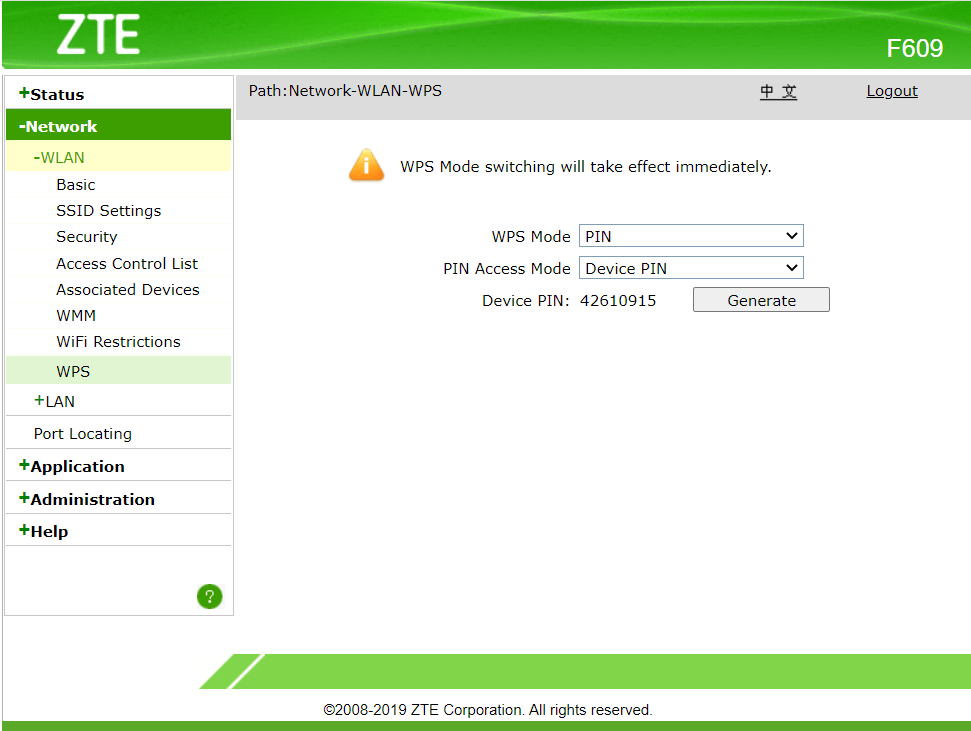 ZTE
F609
+Status
-Network
-WLAN
Basic
SSID Settings
Security
Access Control List
Associated Devices
WMM
WiFi Restrictions
WPS
+LAN
Port Locating
+Application
+Administration
+Help
?
Path:Network-WLAN-WPS 中 文 Logout
WPS Mode switching will take effect immediately.
WPS Mode PIN
PIN Access Mode Device PIN
Device PIN: 42610915 Generate
©2008-2019 ZTE Corporation. All rights reserved.